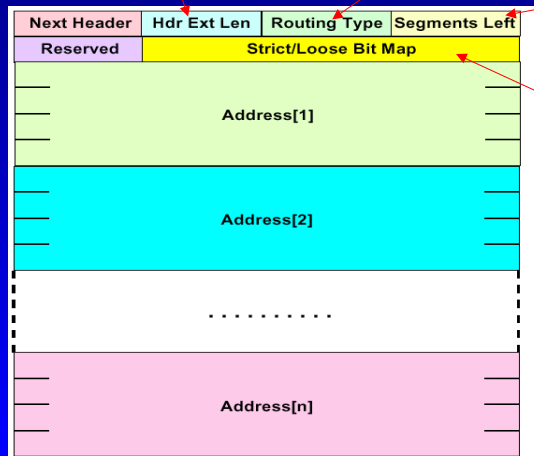 Next Header Hdr Ext Len Routing Type Segments Left
Reserved Strict/Loose Bit Map
Address[1]
Address[2]
. . . . . . . . . .
Address[n]